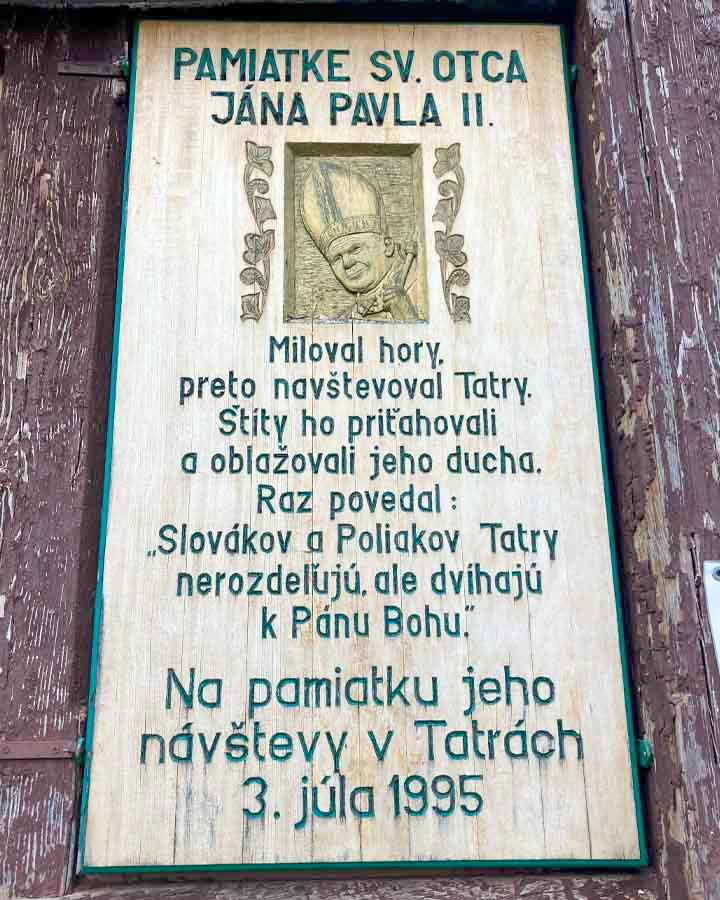 PAMIATKE SV. OTCA
JÁNA PAVLA II.
Miloval hory,
preto navštevoval Tatry.
Štíty ho priťahovali
a oblažovali jeho ducha.
Raz povedal:
„Slovákov a Poliakov Tatry
nerozdeľujú, ale dvíhajú
k Pánu Bohu."
Na pamiatku jeho
návštevy v Tatrách
3. júla 1995